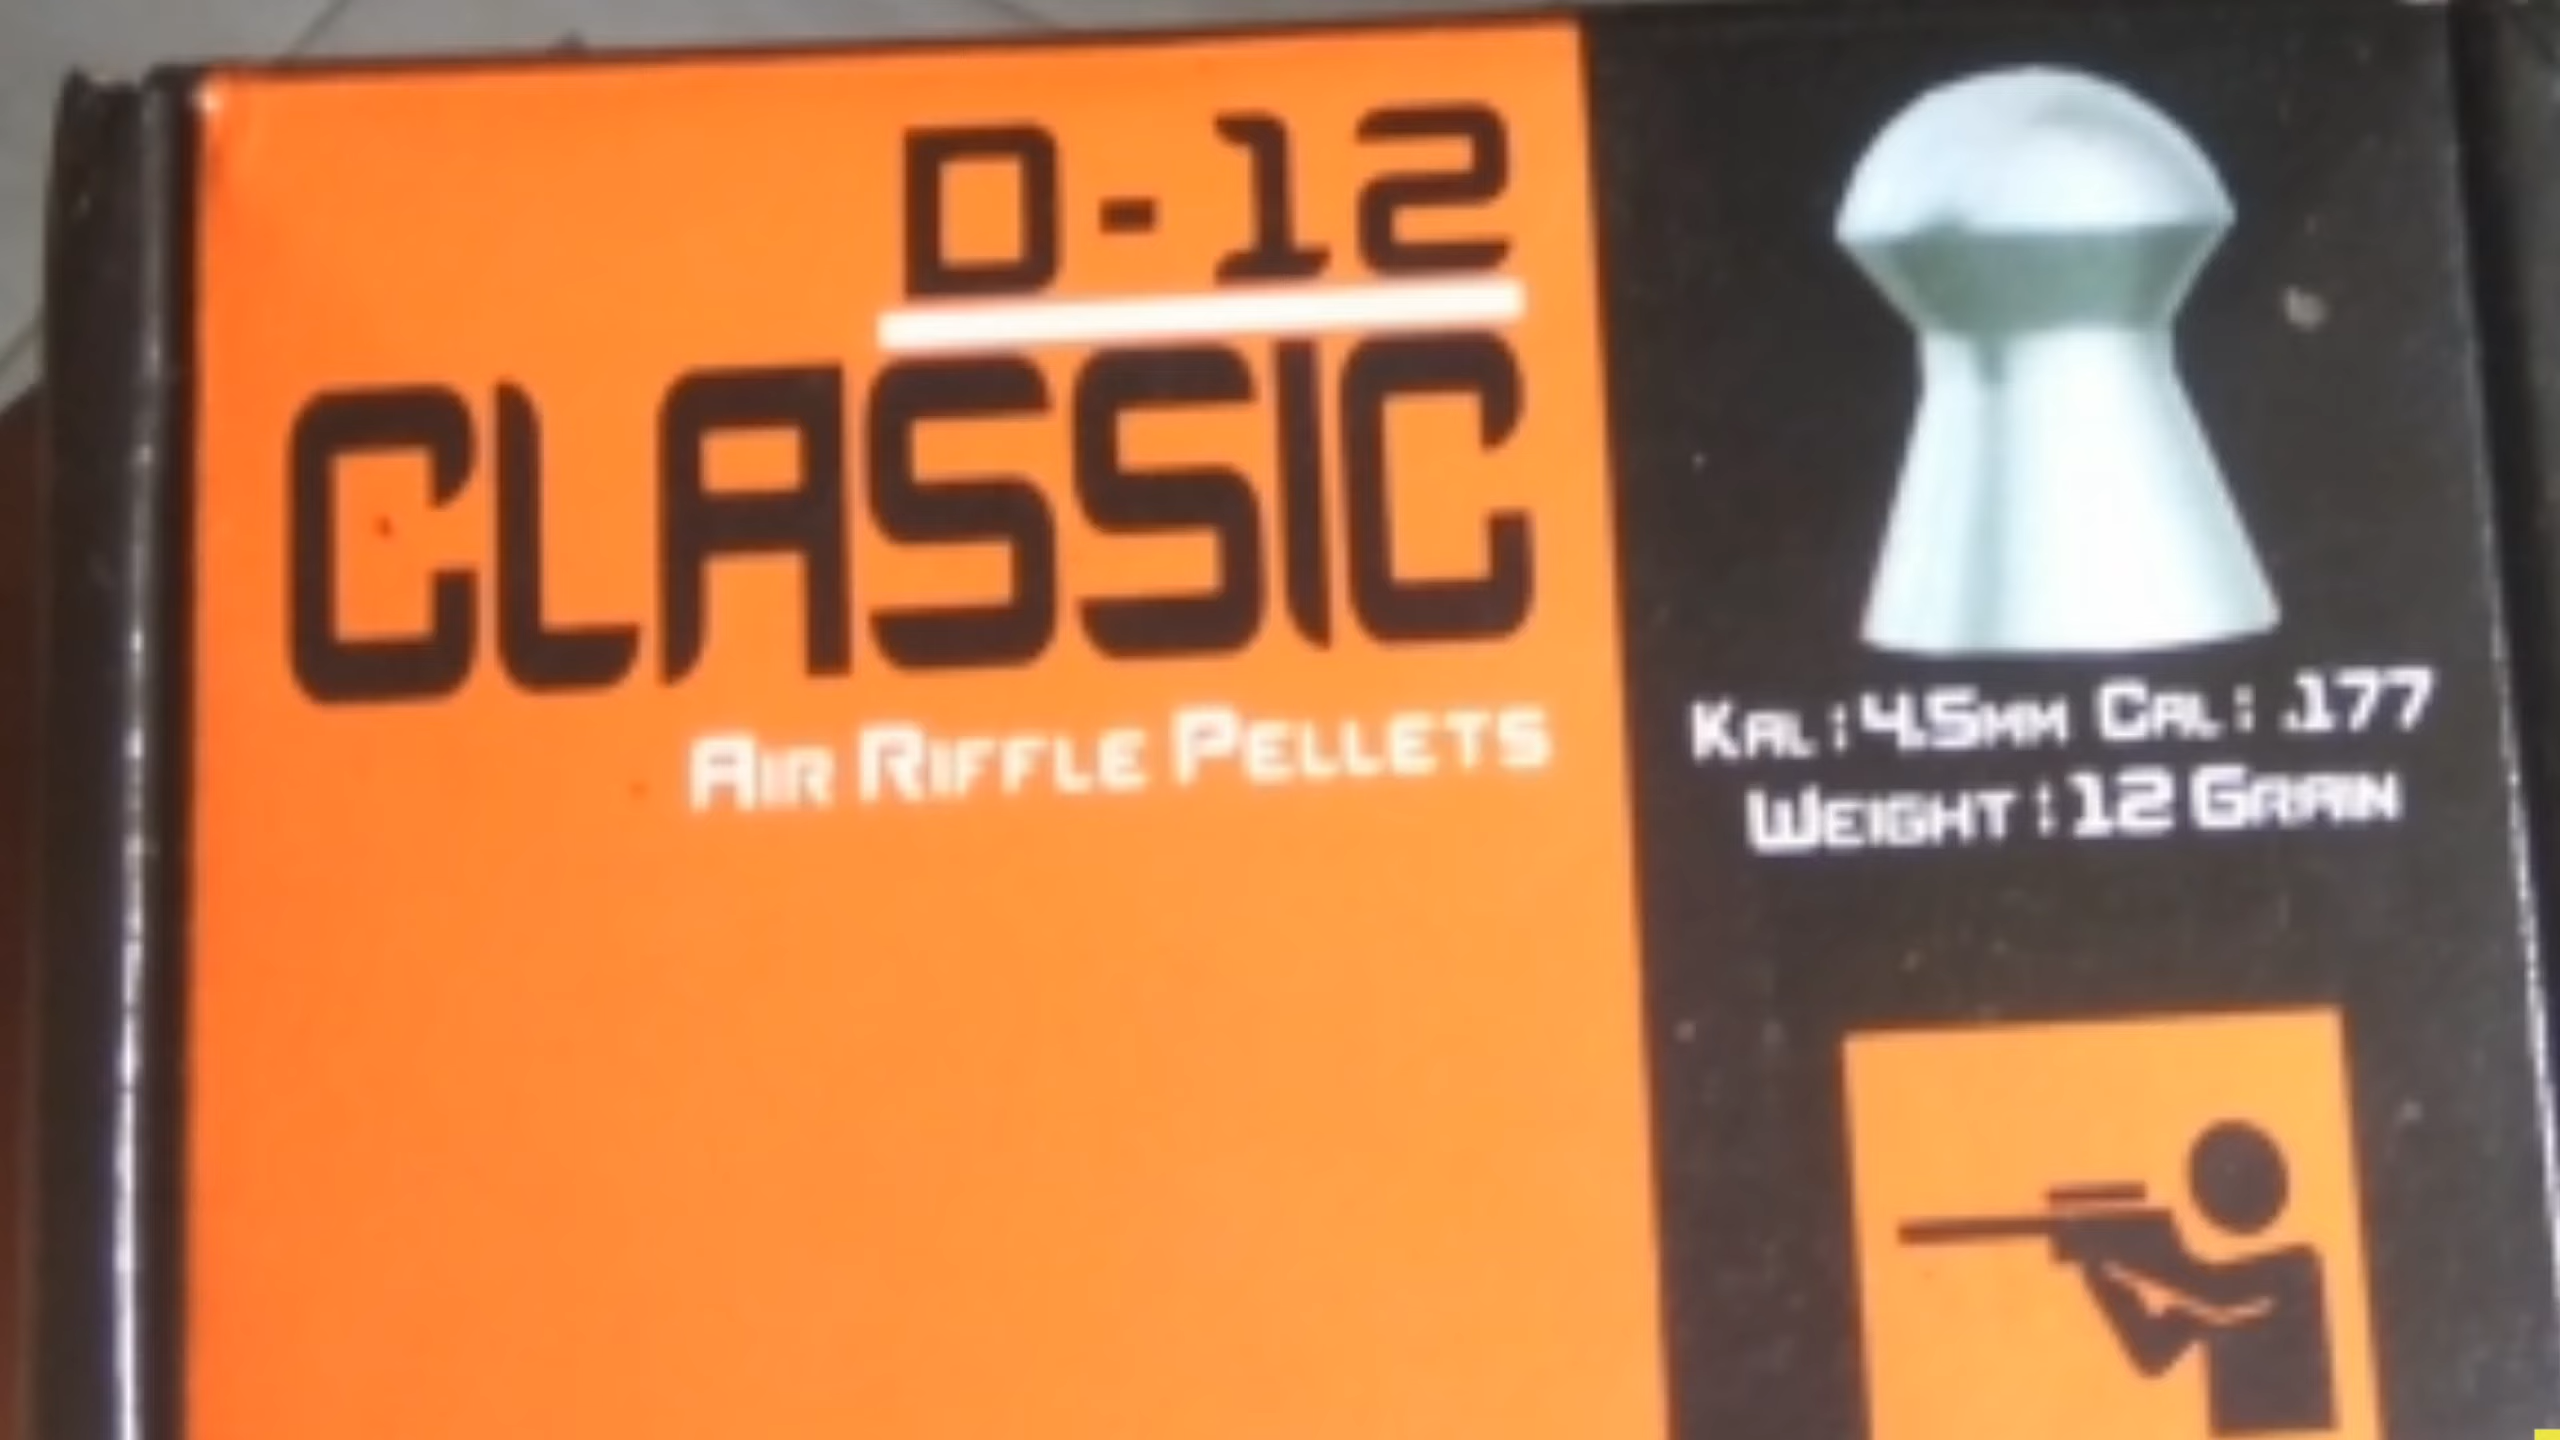 D-12
CLASSIC
AIR RIFFLE PELLETS
KAL : 4.5MM CAL : .177
WEIGHT : 12 GRAIN